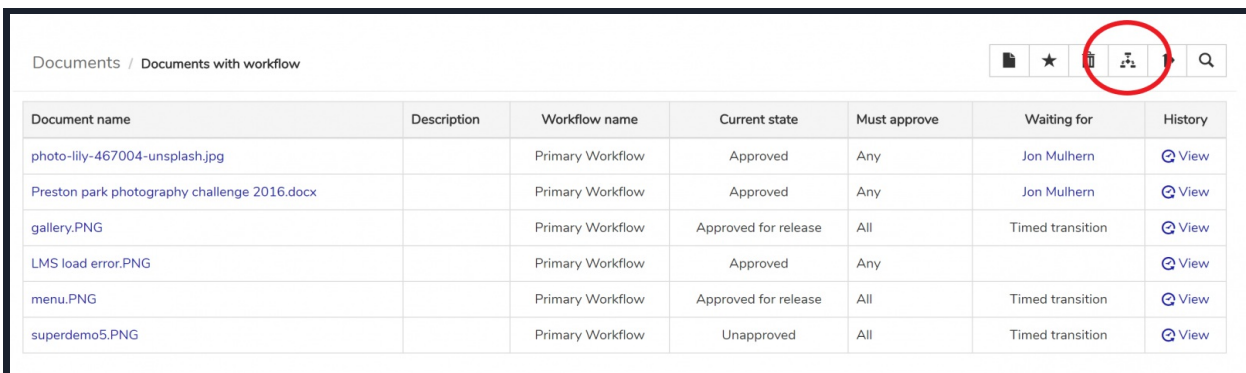 Documents / Documents with workflow
Document name Description Workflow name Current state Must approve Waiting for History
photo-lily-467004-unsplash.jpg Primary Workflow Approved Any Jon Mulhern View
Preston park photography challenge 2016.docx Primary Workflow Approved Any Jon Mulhern View
gallery.PNG Primary Workflow Approved for release All Timed transition View
LMS load error.PNG Primary Workflow Approved Any View
menu.PNG Primary Workflow Approved for release All Timed transition View
superdemo5.PNG Primary Workflow Unapproved All Timed transition View